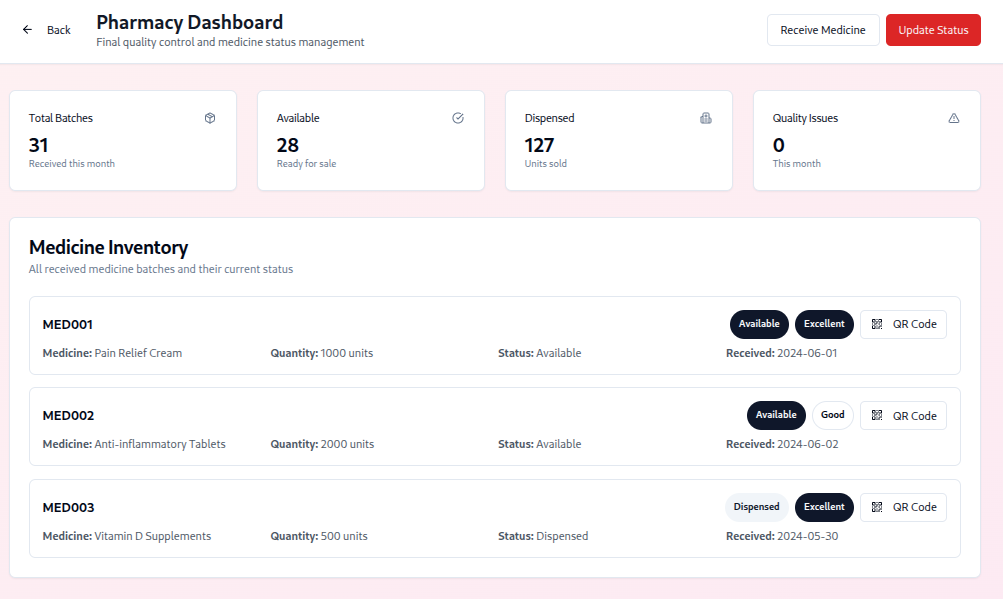 Back
Pharmacy Dashboard
Final quality control and medicine status management
Receive Medicine
Update Status
Total Batches
31
Received this month
Available
28
Ready for sale
Dispensed
127
Units sold
Quality Issues
0
This month
Medicine Inventory
All received medicine batches and their current status
MED001
Available
Excellent
QR Code
Medicine: Pain Relief Cream
Quantity: 1000 units
Status: Available
Received: 2024-06-01
MED002
Available
Good
QR Code
Medicine: Anti-inflammatory Tablets
Quantity: 2000 units
Status: Available
Received: 2024-06-02
MED003
Dispensed
Excellent
QR Code
Medicine: Vitamin D Supplements
Quantity: 500 units
Status: Dispensed
Received: 2024-05-30